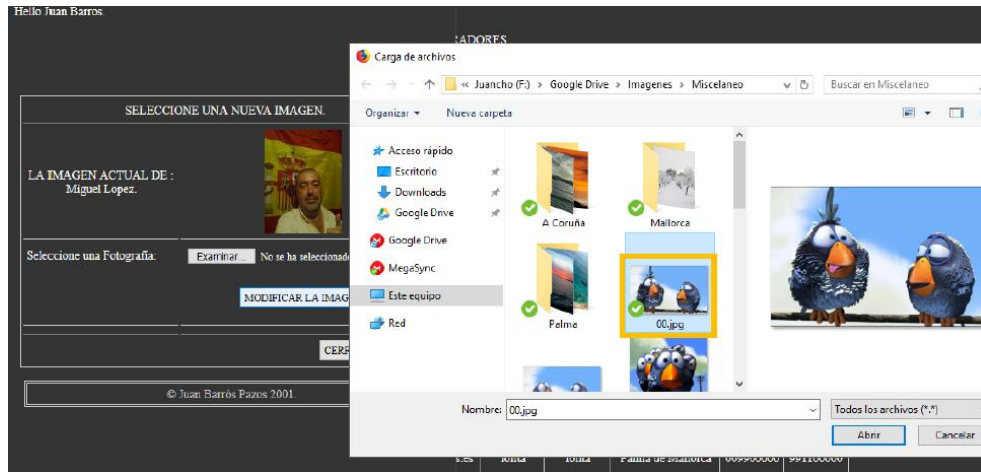 Hello Juan Barros.
CADORES
Carga de archivos
« Juancho (F:) > Google Drive > Imagenes > Miscelaneo
Buscar en Miscelaneo
Organizar
Nueva carpeta
SELECCIONE UNA NUEVA IMAGEN.
LA IMAGEN ACTUAL DE :
Miguel Lopez.
Seleccione una Fotografía:
Examinar...
No se ha seleccionad
MODIFICAR LA IMAG
CERR
© Juan Barrós Pazos 2001.
Acceso rápido
Escritorio
Downloads
Google Drive
Google Drive
MegaSync
Este equipo
Red
A Coruña
Mallorca
Palma
00.jpg
Nombre:
00.jpg
Todos los archivos (*.*)
Abrir
Cancelar
Palma de Mallorca